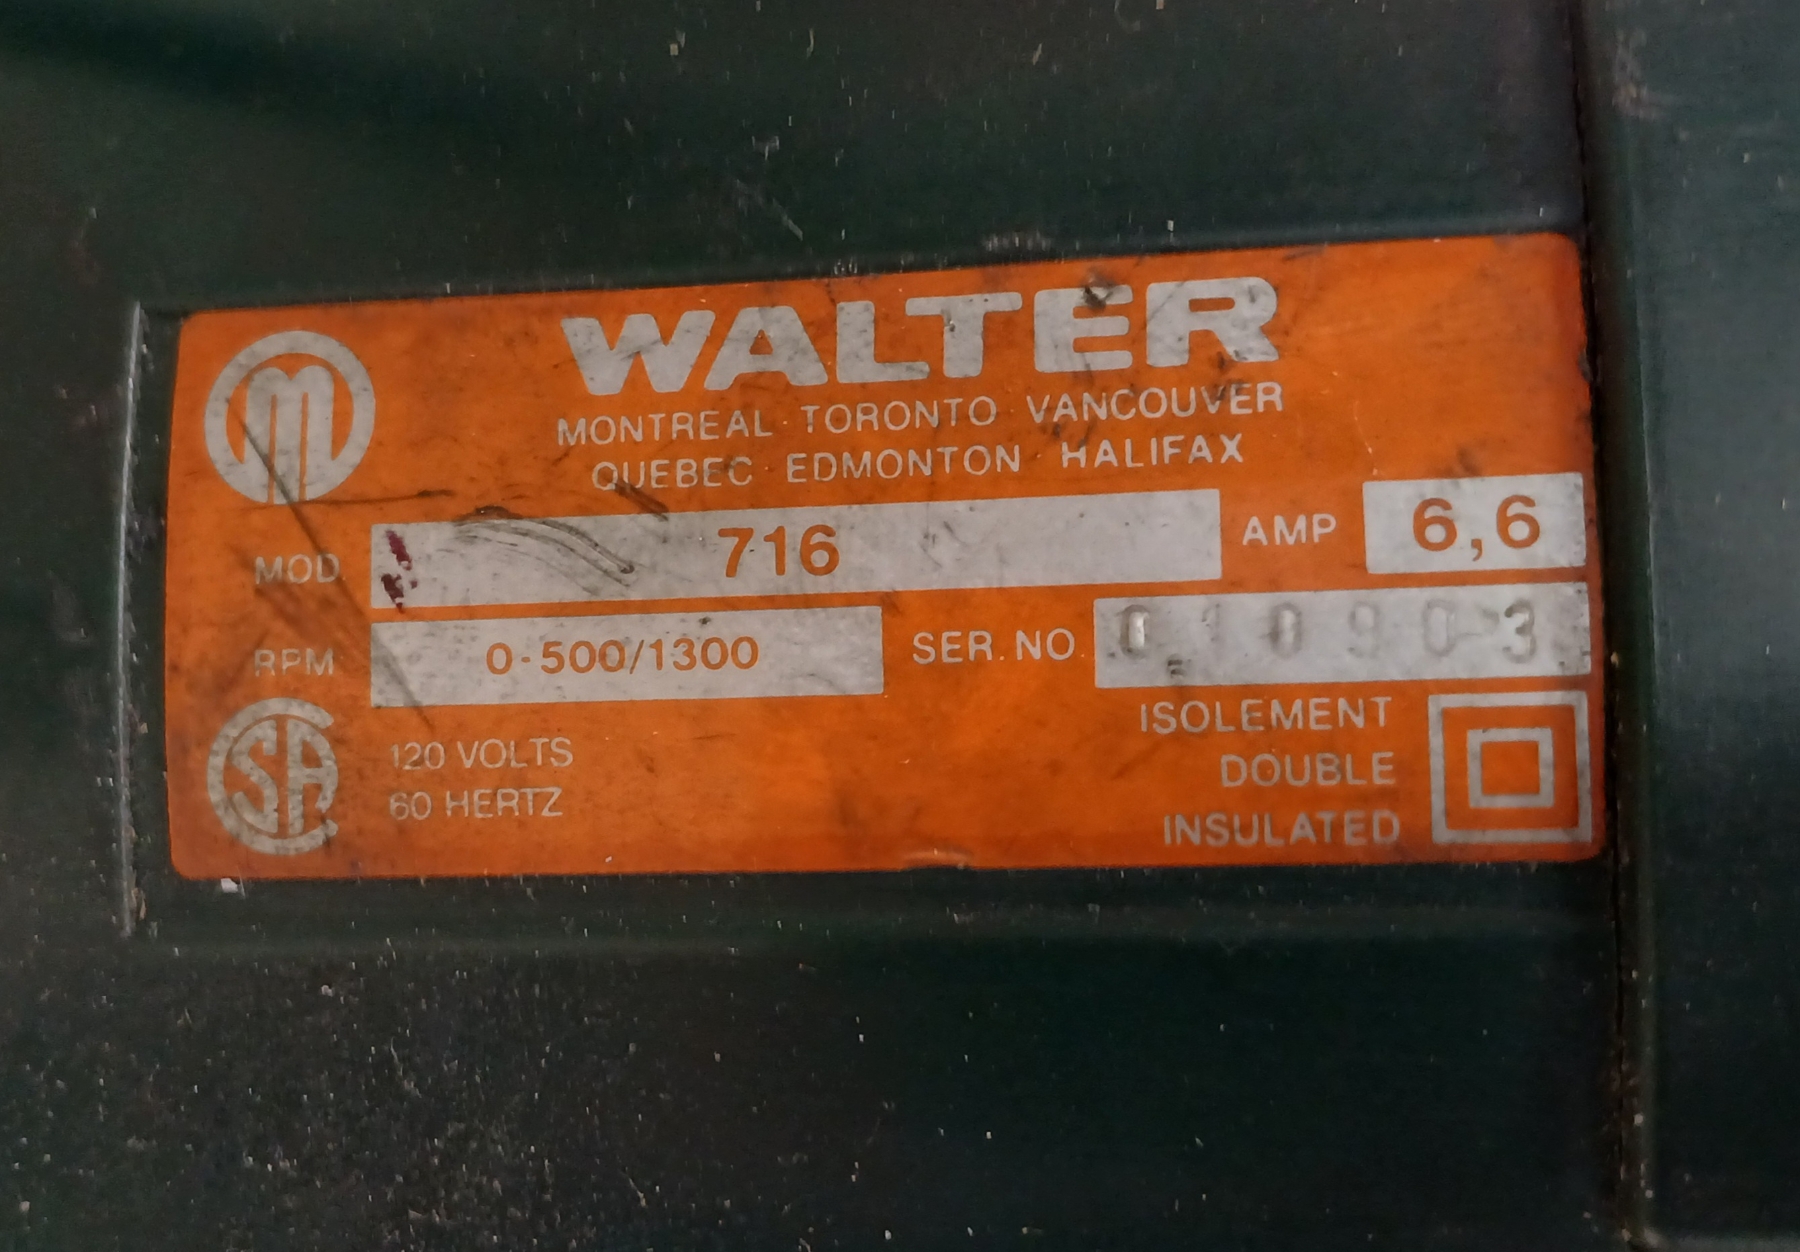 WALTER
MONTREAL · TORONTO · VANCOUVER
QUEBEC · EDMONTON · HALIFAX
MOD 716 AMP 6,6
RPM 0-500/1300 SER. NO. 010903
120 VOLTS
60 HERTZ
ISOLEMENT
DOUBLE
INSULATED